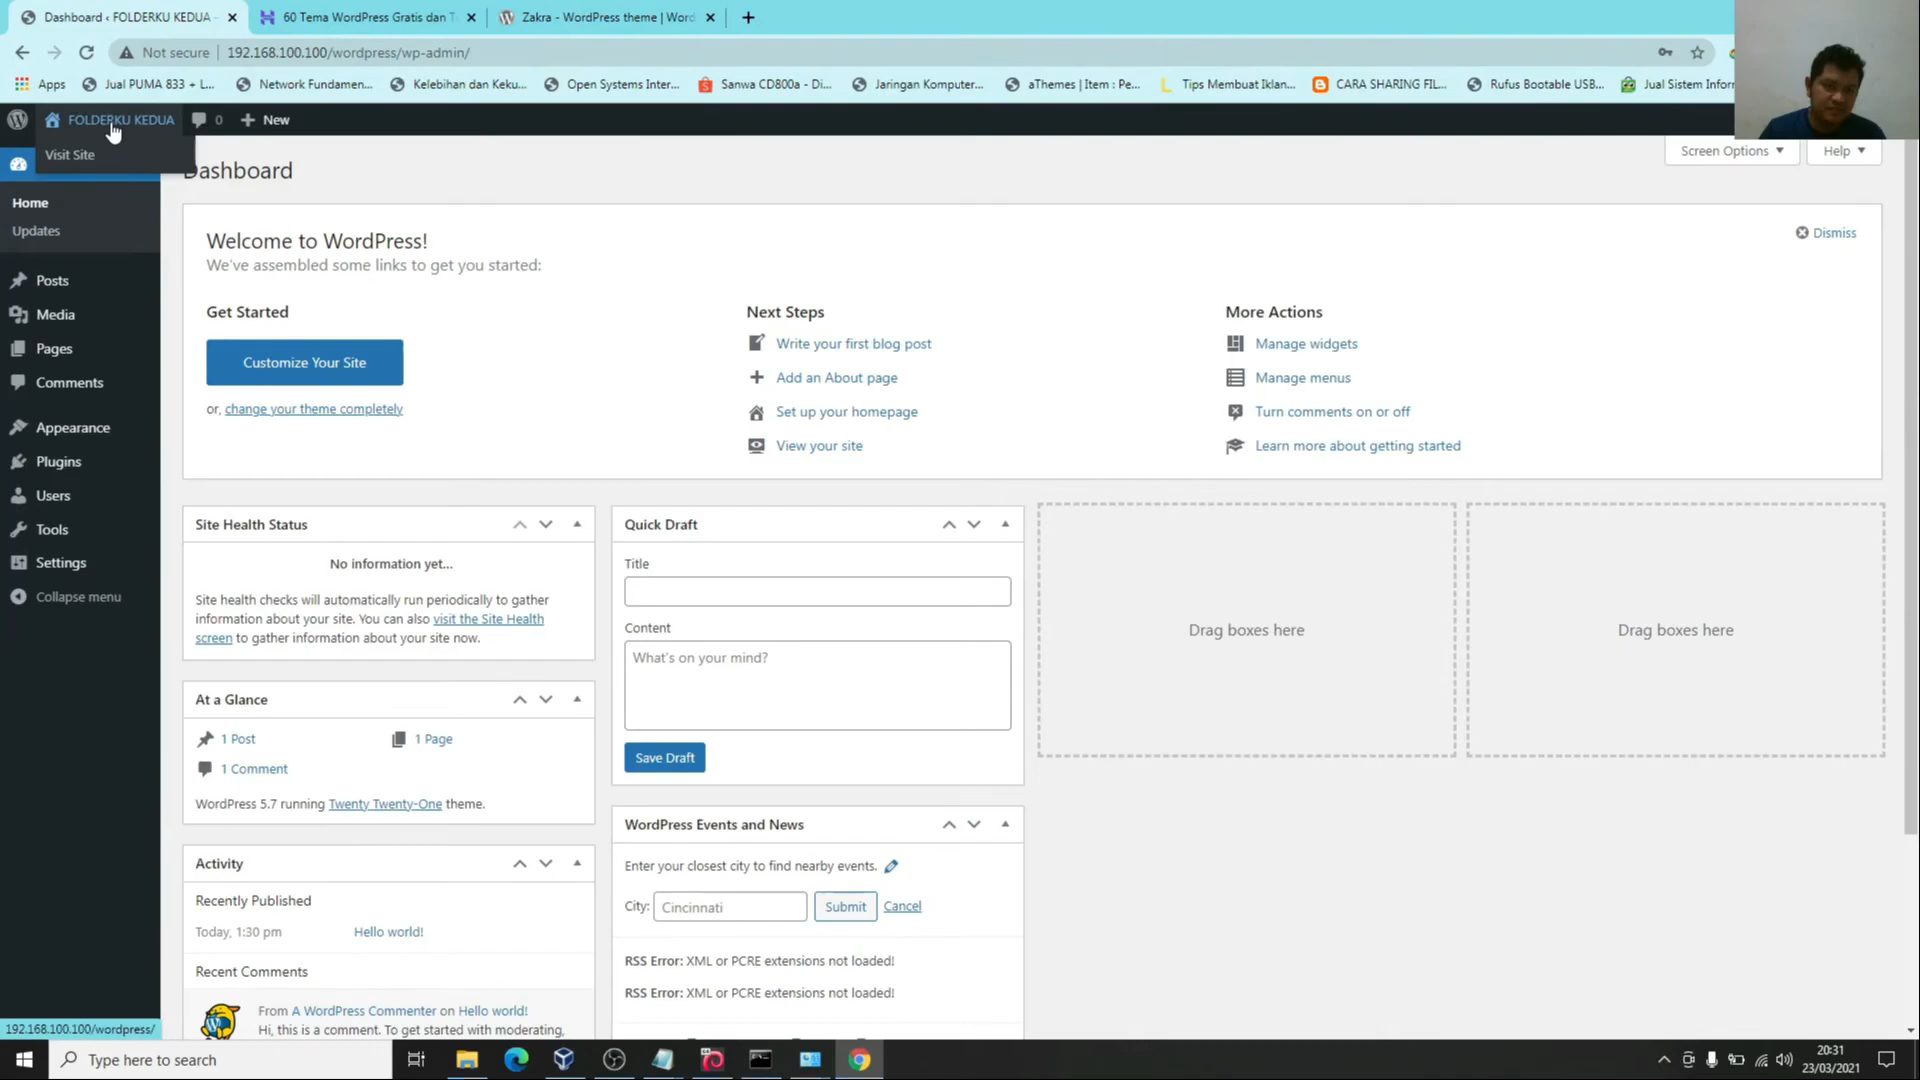 Dashboard ‹ FOLDERKU KEDUA -
60 Tema WordPress Gratis dan T
Zakra - WordPress theme | Word
Not secure
192.168.100.100/wordpress/wp-admin/
Apps
Jual PUMA 833 + L...
Network Fundamen...
Kelebihan dan Keku...
Open Systems Inter...
Sanwa CD800a - Di...
Jaringan Komputer...
aThemes | Item : Pe...
Tips Membuat Iklan...
CARA SHARING FIL...
Rufus Bootable USB...
Jual Sistem Inforr
FOLDERKU KEDUA
0
New
Visit Site
Dashboard
Screen Options
Help
Home
Updates
Posts
Media
Pages
Comments
Appearance
Plugins
Users
Tools
Settings
Collapse menu
Welcome to WordPress!
We've assembled some links to get you started:
Dismiss
Get Started
Customize Your Site
or, change your theme completely
Next Steps
Write your first blog post
Add an About page
Set up your homepage
View your site
More Actions
Manage widgets
Manage menus
Turn comments on or off
Learn more about getting started
Site Health Status
No information yet...
Site health checks will automatically run periodically to gather
information about your site. You can also visit the Site Health
screen to gather information about your site now.
At a Glance
1 Post
1 Page
1 Comment
WordPress 5.7 running Twenty Twenty-One theme.
Activity
Recently Published
Today, 1:30 pm
Hello world!
Recent Comments
From A WordPress Commenter on Hello world!
Hi, this is a comment. To get started with moderating,
Quick Draft
Title
Content
What's on your mind?
Save Draft
WordPress Events and News
Enter your closest city to find nearby events.
City:
Cincinnati
Submit
Cancel
RSS Error: XML or PCRE extensions not loaded!
RSS Error: XML or PCRE extensions not loaded!
Drag boxes here
Drag boxes here
192.168.100.100/wordpress/
Type here to search
20:31
23/03/2021